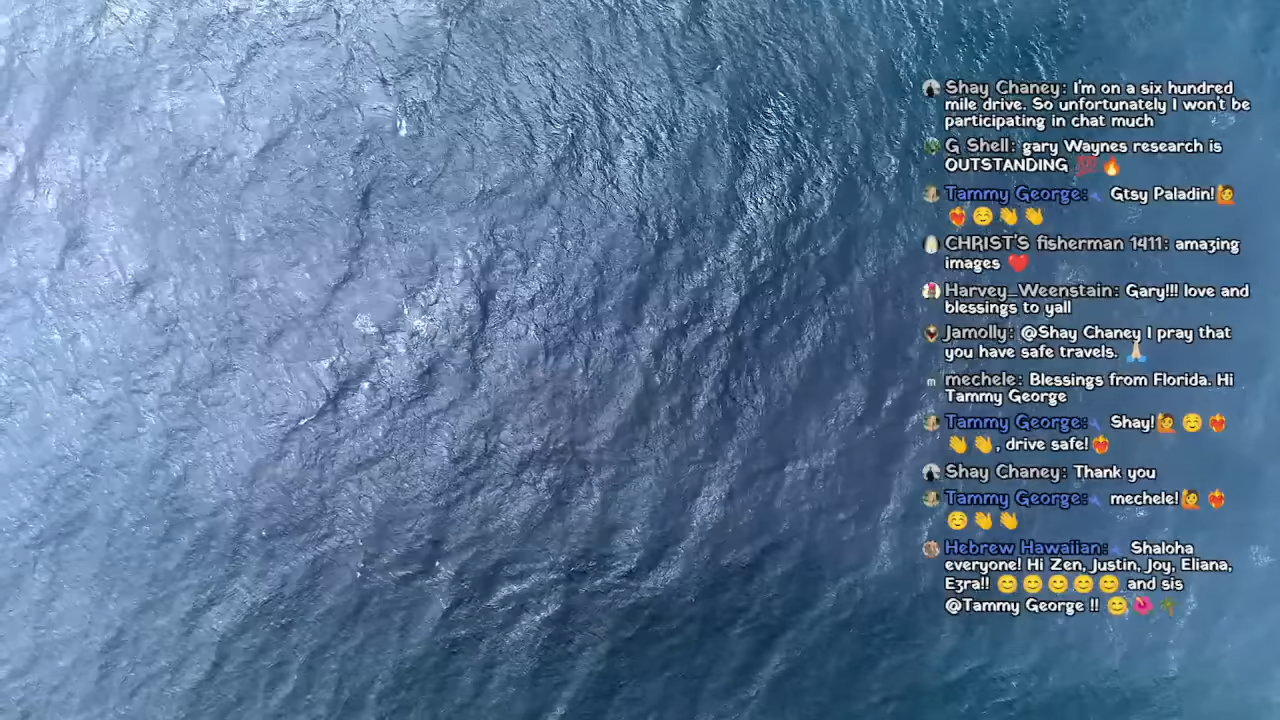 Shay Chaney: I'm on a six hundred
mile drive. So unfortunately I won't be
participating in chat much
G Shell: gary Waynes research is
OUTSTANDING 💯🔥
Tammy George: Gtsy Paladin!🙋
❤️‍🔥☺️👏👏
CHRIST'S fisherman 1411: amazing
images ❤️
Harvey_Weenstain: Gary!!! love and
blessings to yall
Jamolly: @Shay Chaney I pray that
you have safe travels. 🙏🏻
mechele: Blessings from Florida. Hi
Tammy George
Tammy George: Shay!🙋☺️❤️‍🔥
👏👏, drive safe!❤️‍🔥
Shay Chaney: Thank you
Tammy George: mechele!🙋❤️‍🔥
☺️👏👏
Hebrew Hawaiian: Shaloha
everyone! Hi Zen, Justin, Joy, Eliana,
Ezra!! 😊😊😊😊😊 and sis
@Tammy George !! 😊🌺🌴